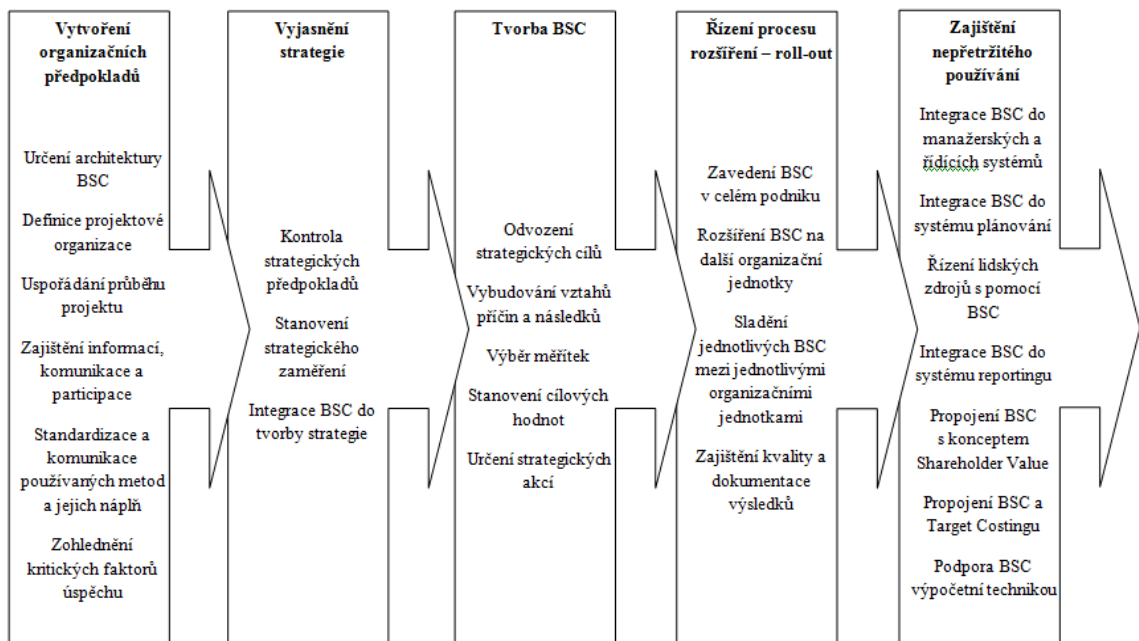 Vytvoření
organizačních
předpokladů
Určení architektury
BSC
Definice projektové
organizace
Uspořádání průběhu
projektu
Zajištění informací,
komunikace a
participace
Standardizace a
komunikace
používaných metod
a jejich náplň
Zohlednění
kritických faktorů
úspěchu
Vyjasnění
strategie
Kontrola
strategických
předpokladů
Stanovení
strategického
zaměření
Integrace BSC do
tvorby strategie
Tvorba BSC
Odvození
strategických cílů
Vybudování vztahů
příčin a následků
Výběr měřítek
Stanovení cílových
hodnot
Určení strategických
akcí
Řízení procesu
rozšíření – roll-out
Zavedení BSC
v celém podniku
Rozšíření BSC na
další organizační
jednotky
Sladění
jednotlivých BSC
mezi jednotlivými
organizačními
jednotkami
Zajištění kvality a
dokumentace
výsledků
Zajištění
nepřetržitého
používání
Integrace BSC do
manažerských a
řídících systémů
Integrace BSC do
systému plánování
Řízení lidských
zdrojů s pomocí
BSC
Integrace BSC do
systému reportingu
Propojení BSC
s konceptem
Shareholder Value
Propojení BSC a
Target Costingu
Podpora BSC
výpočetní technikou